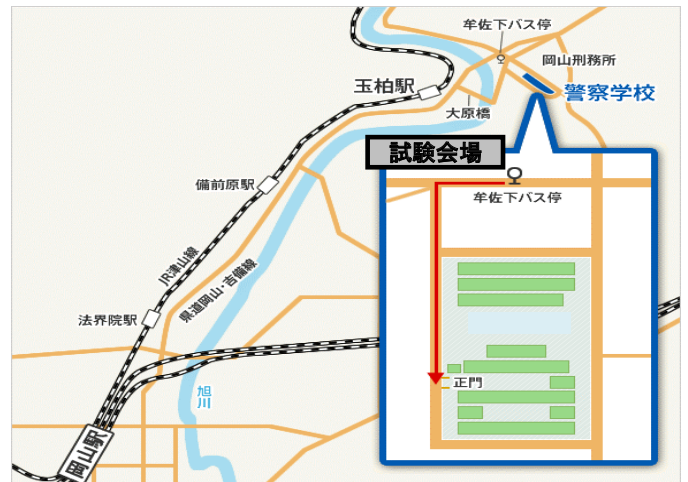 牟佐下バス停
岡山刑務所
玉柏駅
警察学校
大原橋
試験会場
備前原駅
牟佐下バス停
JR津山線
県道岡山・吉備線
法界院駅
正門
旭川
岡山駅